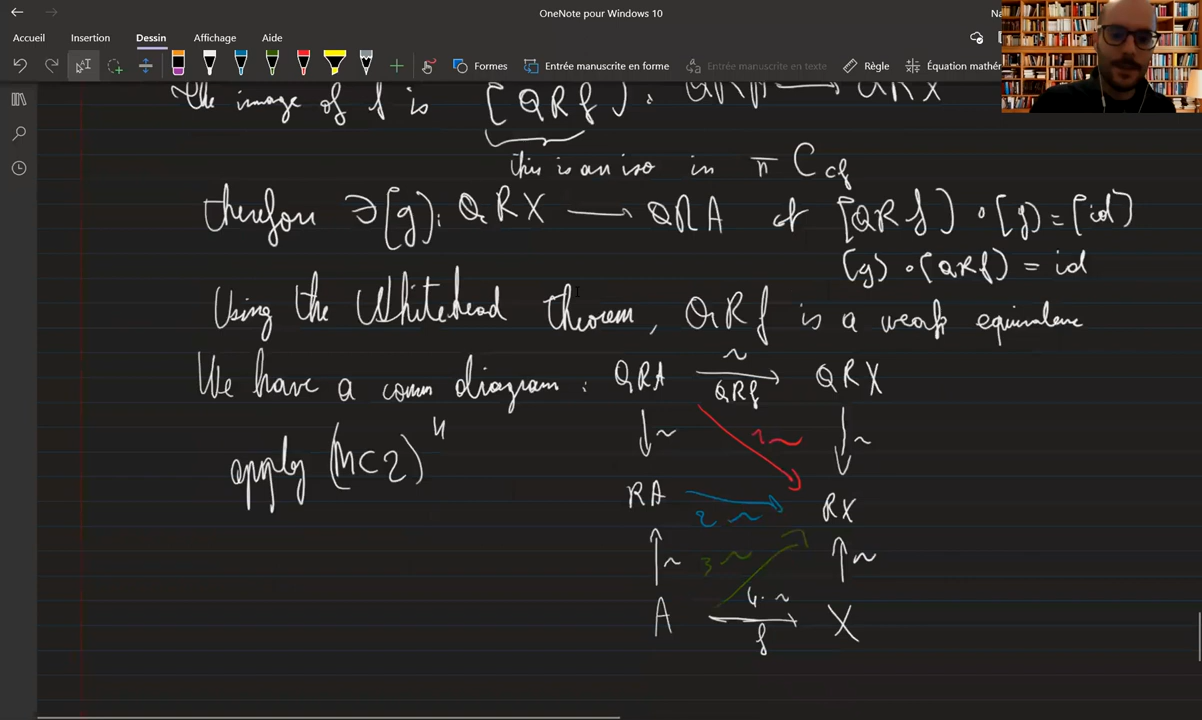 OneNote pour Windows 10
Accueil Insertion Dessin Affichage Aide
Formes Entrée manuscrite en forme Entrée manuscrite en texte Règle Équation mathém
The image of f is [QRf] : QRA → QRX
this is an iso in π C_cf
therefore ∃[g]: QRX → QRA st [QRf] ∘ [g] = [id]
[g] ∘ [QRf] = id
Using the Whitehead theorem, QRf is a weak equivalence
We have a comm diagram : QRA ~ QRf QRX
~ 1 ~ ~
apply (MC2)⁴
RA 2 ~ RX
~ 3 ~ ~
4. ~
A f X